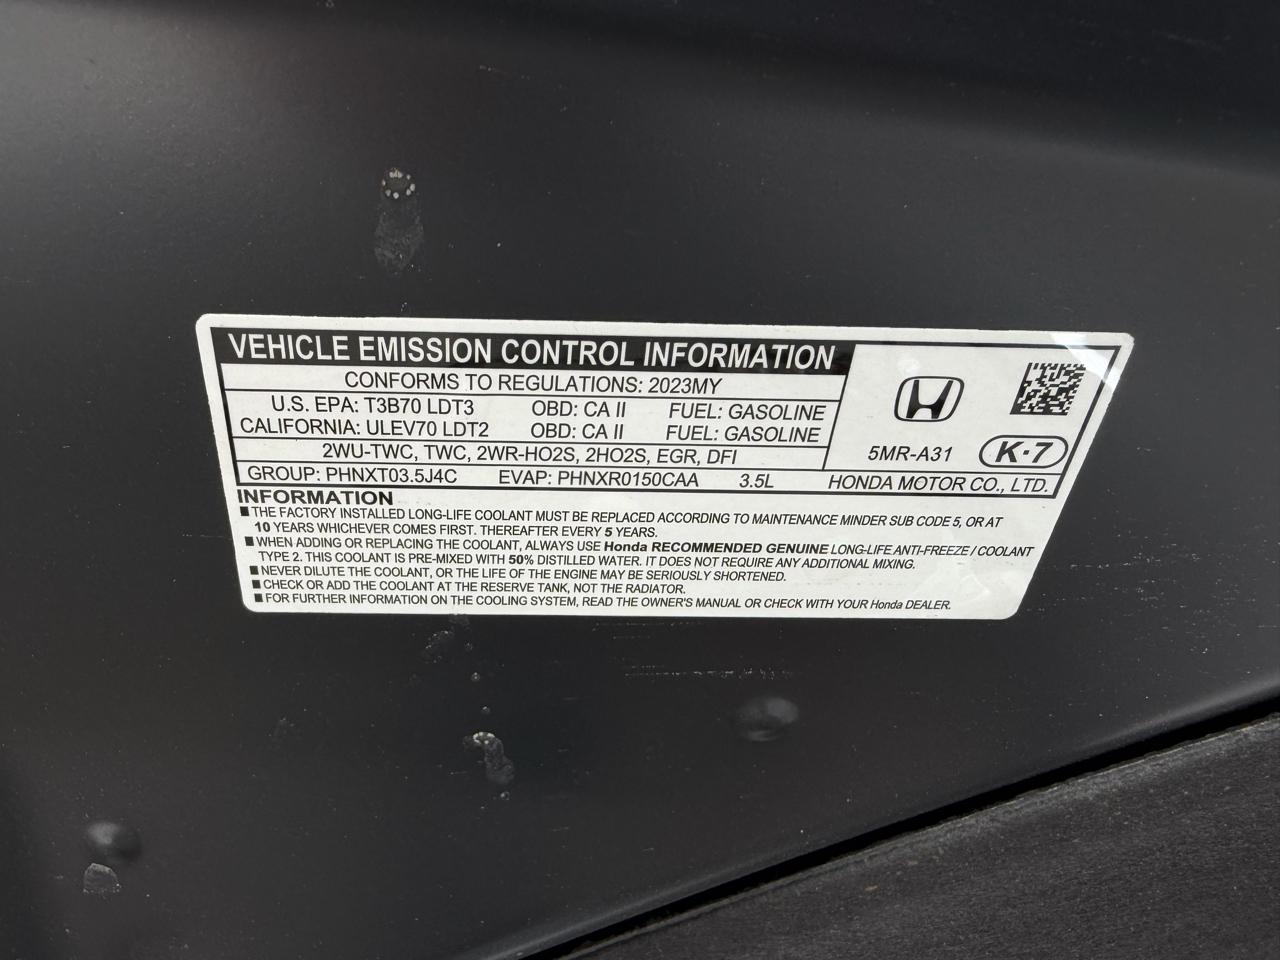 VEHICLE EMISSION CONTROL INFORMATION
CONFORMS TO REGULATIONS: 2023MY
U.S. EPA: T3B70 LDT3 OBD: CA II FUEL: GASOLINE
CALIFORNIA: ULEV70 LDT2 OBD: CA II FUEL: GASOLINE
2WU-TWC, TWC, 2WR-HO2S, 2HO2S, EGR, DFI
5MR-A31 K-7
GROUP: PHNXT03.5J4C EVAP: PHNXR0150CAA 3.5L HONDA MOTOR CO., LTD.
INFORMATION
■ THE FACTORY INSTALLED LONG-LIFE COOLANT MUST BE REPLACED ACCORDING TO MAINTENANCE MINDER SUB CODE 5, OR AT
10 YEARS WHICHEVER COMES FIRST. THEREAFTER EVERY 5 YEARS.
■ WHEN ADDING OR REPLACING THE COOLANT, ALWAYS USE Honda RECOMMENDED GENUINE LONG-LIFE ANTI-FREEZE / COOLANT
TYPE 2. THIS COOLANT IS PRE-MIXED WITH 50% DISTILLED WATER. IT DOES NOT REQUIRE ANY ADDITIONAL MIXING.
■ NEVER DILUTE THE COOLANT, OR THE LIFE OF THE ENGINE MAY BE SERIOUSLY SHORTENED.
■ CHECK OR ADD THE COOLANT AT THE RESERVE TANK, NOT THE RADIATOR.
■ FOR FURTHER INFORMATION ON THE COOLING SYSTEM, READ THE OWNER'S MANUAL OR CHECK WITH YOUR Honda DEALER.